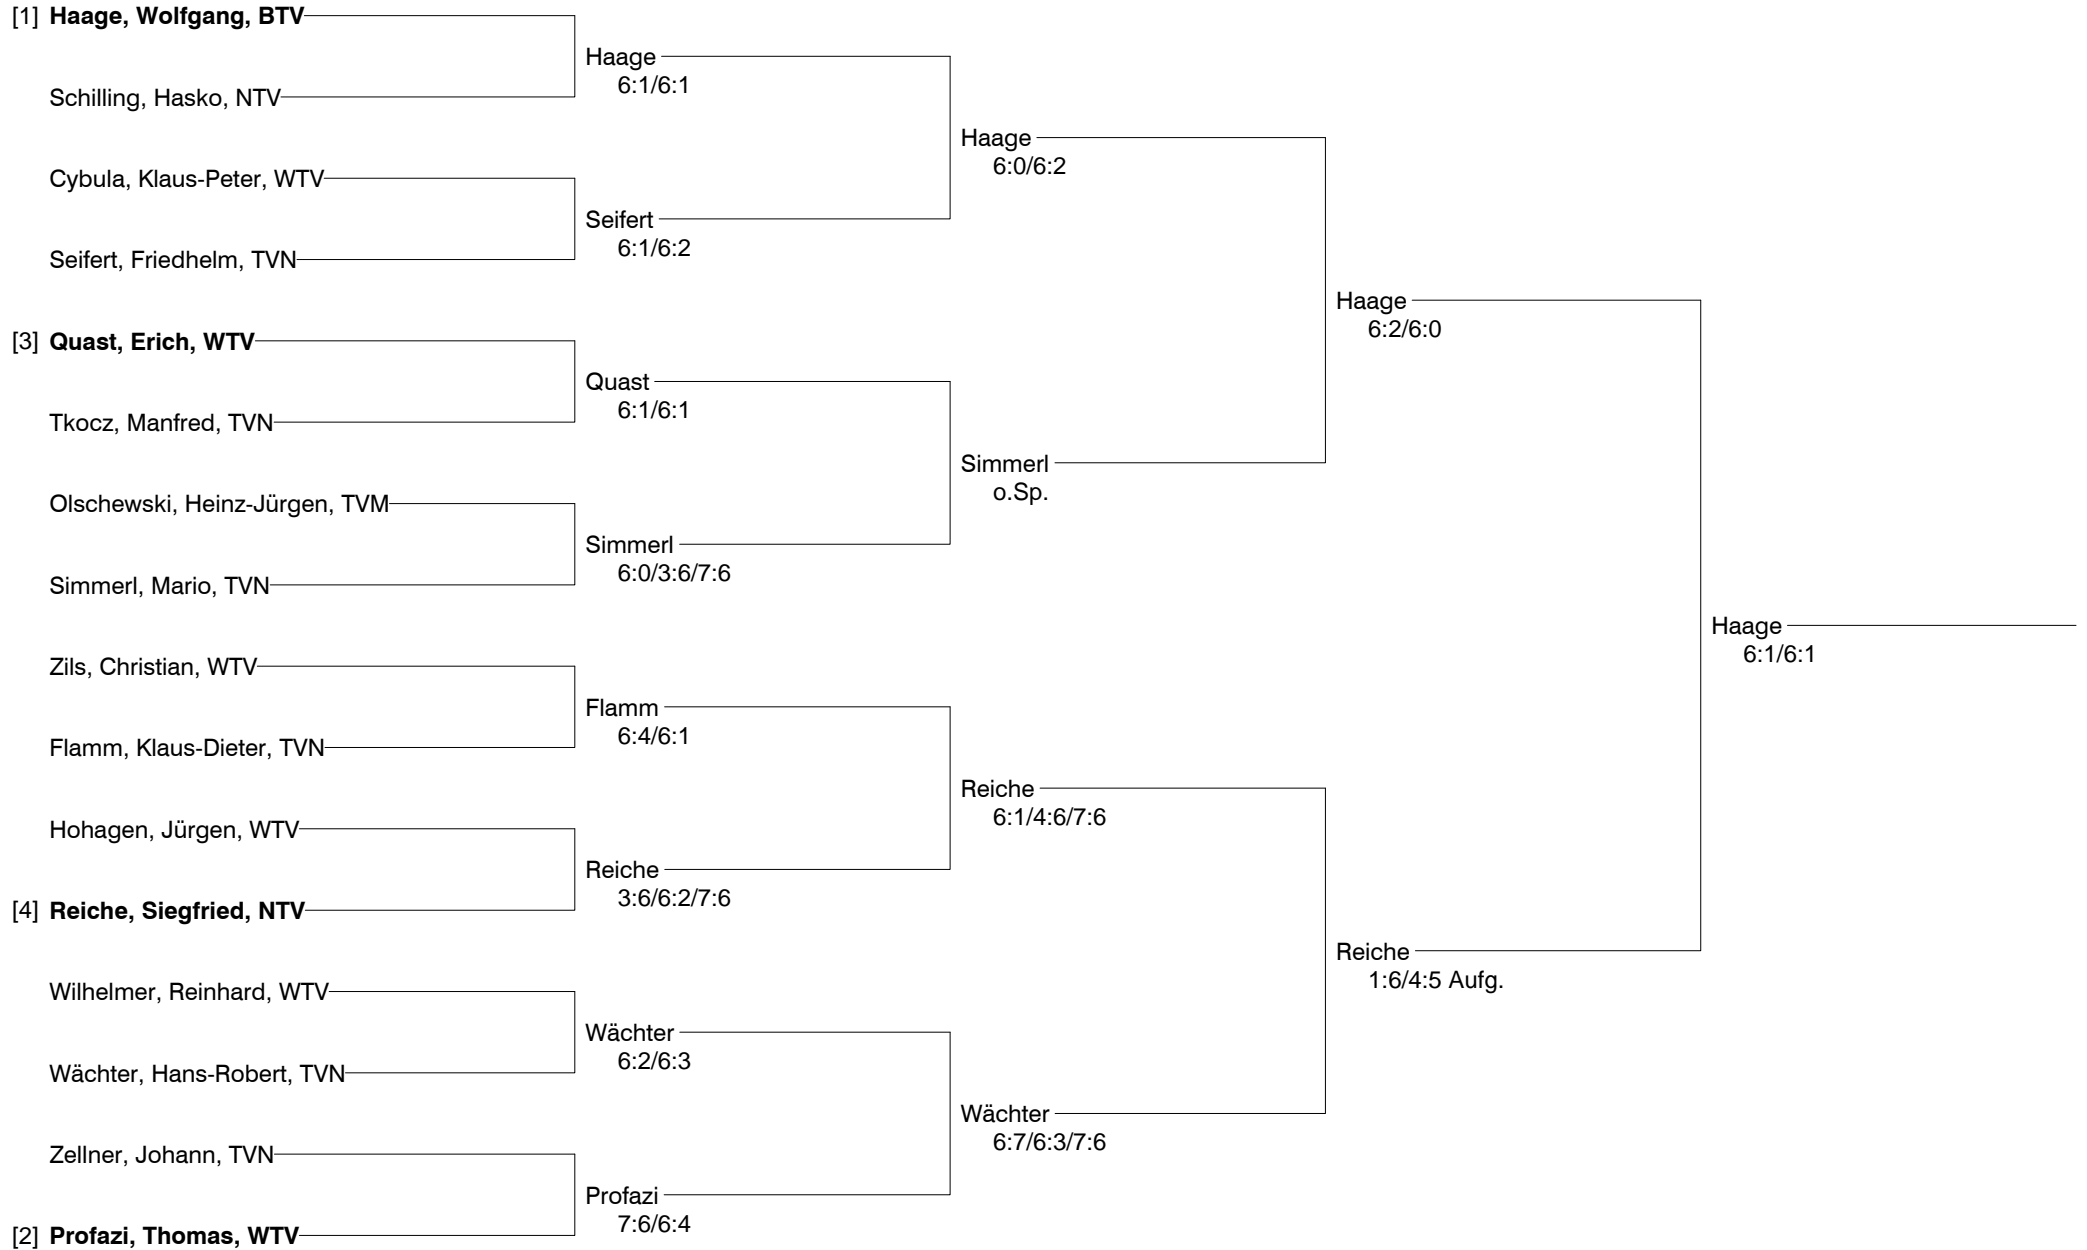 [1] Haage, Wolfgang, BTV
Schilling, Hasko, NTV
Cybula, Klaus-Peter, WTV
Seifert, Friedhelm, TVN
[3] Quast, Erich, WTV
Tkocz, Manfred, TVN
Olschewski, Heinz-Jürgen, TVM
Simmerl, Mario, TVN
Zils, Christian, WTV
Flamm, Klaus-Dieter, TVN
Hohagen, Jürgen, WTV
[4] Reiche, Siegfried, NTV
Wilhelmer, Reinhard, WTV
Wächter, Hans-Robert, TVN
Zellner, Johann, TVN
[2] Profazi, Thomas, WTV
Haage
6:1/6:1
Seifert
6:1/6:2
Quast
6:1/6:1
Simmerl
6:0/3:6/7:6
Flamm
6:4/6:1
Reiche
3:6/6:2/7:6
Wächter
6:2/6:3
Profazi
7:6/6:4
Haage
6:0/6:2
Simmerl
o.Sp.
Reiche
6:1/4:6/7:6
Wächter
6:7/6:3/7:6
Haage
6:2/6:0
Reiche
1:6/4:5 Aufg.
Haage
6:1/6:1